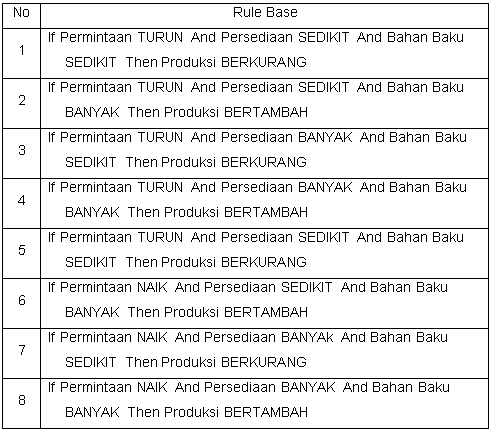 No Rule Base
1 If Permintaan TURUN And Persediaan SEDIKIT And Bahan Baku
SEDIKIT Then Produksi BERKURANG
2 If Permintaan TURUN And Persediaan SEDIKIT And Bahan Baku
BANYAK Then Produksi BERTAMBAH
3 If Permintaan TURUN And Persediaan BANYAK And Bahan Baku
SEDIKIT Then Produksi BERKURANG
4 If Permintaan TURUN And Persediaan BANYAK And Bahan Baku
BANYAK Then Produksi BERTAMBAH
5 If Permintaan TURUN And Persediaan SEDIKIT And Bahan Baku
SEDIKIT Then Produksi BERKURANG
6 If Permintaan NAIK And Persediaan SEDIKIT And Bahan Baku
BANYAK Then Produksi BERTAMBAH
7 If Permintaan NAIK And Persediaan BANYAk And Bahan Baku
SEDIKIT Then Produksi BERKURANG
8 If Permintaan NAIK And Persediaan BANYAK And Bahan Baku
BANYAK Then Produksi BERTAMBAH